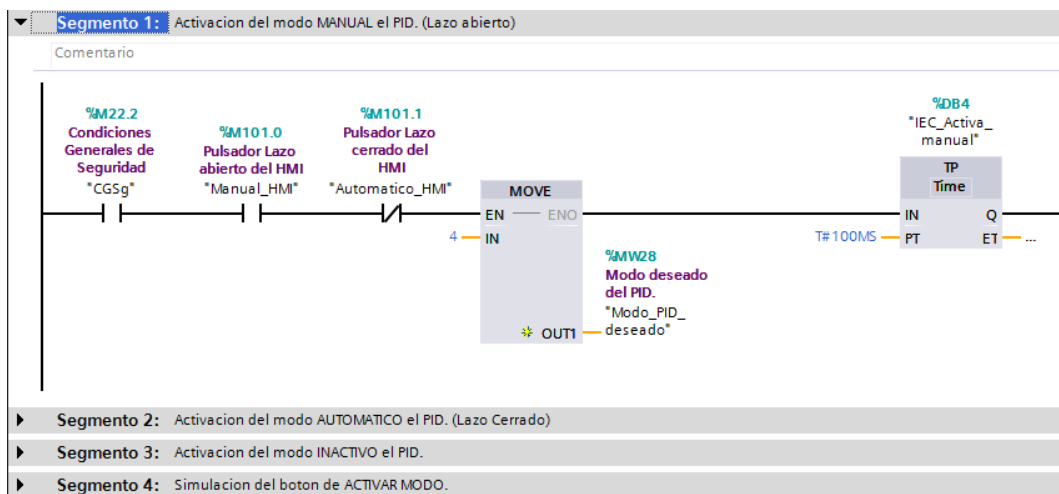 Segmento 1: Activacion del modo MANUAL el PID. (Lazo abierto)
Comentario
%M22.2
Condiciones
Generales de
Seguridad
"CGSg"
%M101.0
Pulsador Lazo
abierto del HMI
"Manual_HMI"
%M101.1
Pulsador Lazo
cerrado del
HMI
"Automatico_HMI"
MOVE
EN ENO
4 IN
OUT1
%MW28
Modo deseado
del PID.
"Modo_PID_
deseado"
%DB4
"IEC_Activa_
manual"
TP
Time
IN Q
T#100MS PT ET ...
Segmento 2: Activacion del modo AUTOMATICO el PID. (Lazo Cerrado)
Segmento 3: Activacion del modo INACTIVO el PID.
Segmento 4: Simulacion del boton de ACTIVAR MODO.